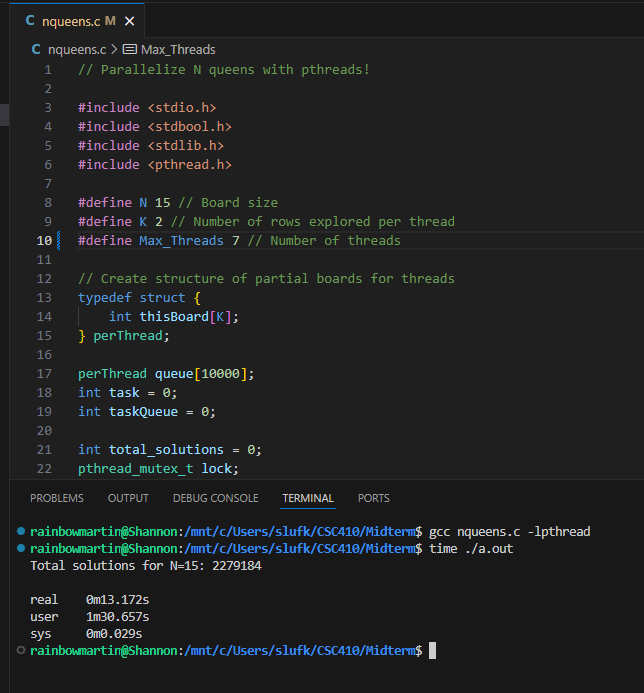 C nqueens.c M ×
C nqueens.c > Max_Threads
1 // Parallelize N queens with pthreads!
2
3 #include <stdio.h>
4 #include <stdbool.h>
5 #include <stdlib.h>
6 #include <pthread.h>
7
8 #define N 15 // Board size
9 #define K 2 // Number of rows explored per thread
10 #define Max_Threads 7 // Number of threads
11
12 // Create structure of partial boards for threads
13 typedef struct {
14     int thisBoard[K];
15 } perThread;
16
17 perThread queue[10000];
18 int task = 0;
19 int taskQueue = 0;
20
21 int total_solutions = 0;
22 pthread_mutex_t lock;
PROBLEMS OUTPUT DEBUG CONSOLE TERMINAL PORTS
rainbowmartin@Shannon:/mnt/c/Users/slufk/CSC410/Midterm$ gcc nqueens.c -lpthread
rainbowmartin@Shannon:/mnt/c/Users/slufk/CSC410/Midterm$ time ./a.out
Total solutions for N=15: 2279184
real 0m13.172s
user 1m30.657s
sys 0m0.029s
rainbowmartin@Shannon:/mnt/c/Users/slufk/CSC410/Midterm$